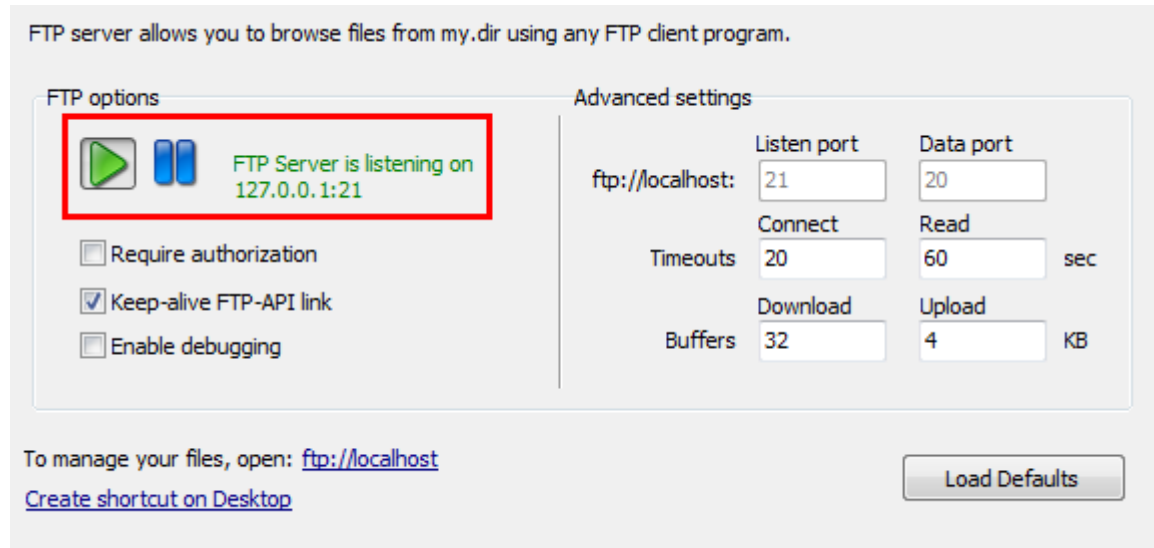 FTP server allows you to browse files from my.dir using any FTP client program.
FTP options
FTP Server is listening on
127.0.0.1:21
Require authorization
Keep-alive FTP-API link
Enable debugging
Advanced settings
Listen port Data port
ftp://localhost: 21 20
Connect Read
Timeouts 20 60 sec
Download Upload
Buffers 32 4 KB
To manage your files, open: ftp://localhost
Create shortcut on Desktop
Load Defaults